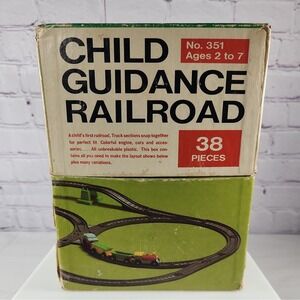 CHILD
GUIDANCE
RAILROAD
No. 351
Ages 2 to 7
A child's first railroad. Track sections snap together
for perfect fit. Colorful engine, cars and acces-
sories . . . All unbreakable plastic. This box con-
tains all you need to make the layout shown below
plus many variations.
38
PIECES